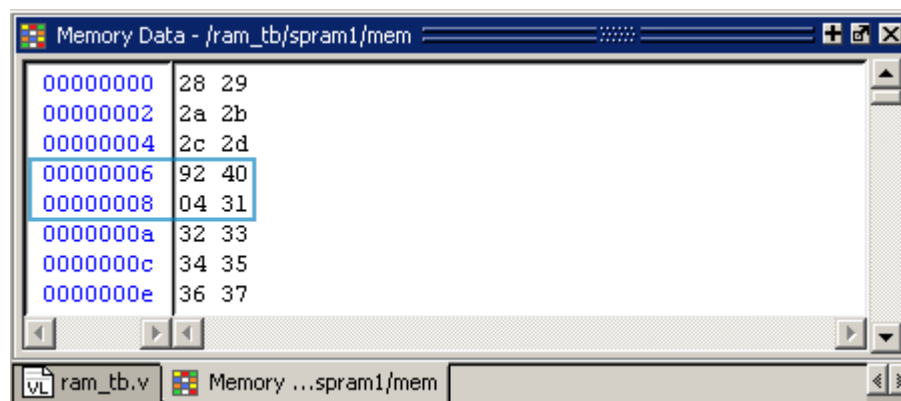 Memory Data - /ram_tb/spram1/mem
00000000 28 29
00000002 2a 2b
00000004 2c 2d
00000006 92 40
00000008 04 31
0000000a 32 33
0000000c 34 35
0000000e 36 37
VL ram_tb.v Memory ...spram1/mem